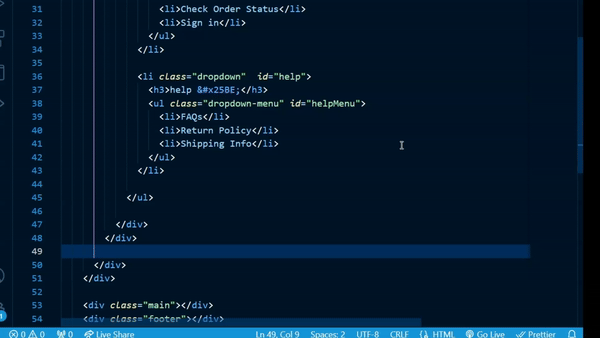 31 <li>Check Order Status</li>
32 <li>Sign in</li>
33 </ul>
34 </li>
35
36 <li class="dropdown"  id="help">
37 <h3>help &#x25BE;</h3>
38 <ul class="dropdown-menu" id="helpMenu">
39 <li>FAQs</li>
40 <li>Return Policy</li>
41 <li>Shipping Info</li>
42 </ul>
43 </li>
44
45 </ul>
46
47 </div>
48 </div>
49
50 </div>
51 </div>
52
53 <div class="main"></div>
54 <div class="footer"></div>
0 0 0 Live Share Ln 49, Col 9 Spaces: 2 UTF-8 CRLF HTML Go Live Prettier